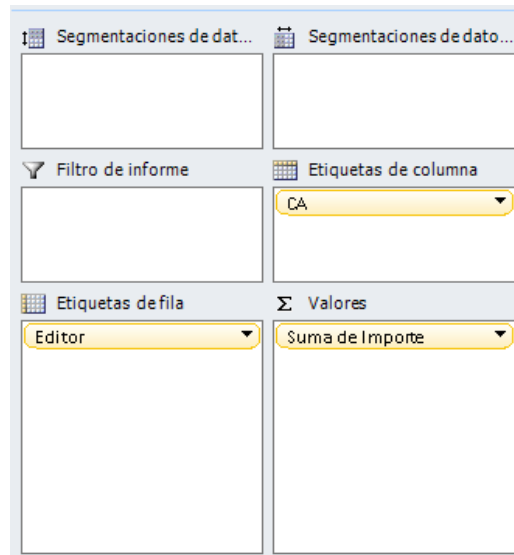 Segmentaciones de dat...
Segmentaciones de dato...
Filtro de informe
Etiquetas de columna
CA
Etiquetas de fila
Σ Valores
Editor
Suma de Importe